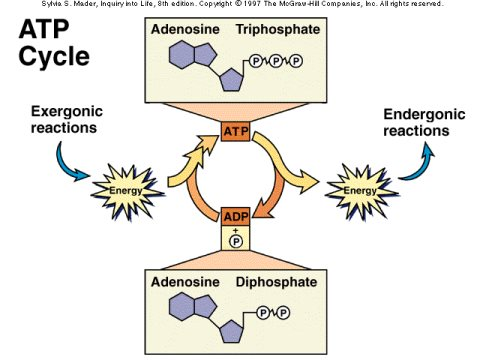 Sylvia S. Mader, Inquiry into Life, 8th edition. Copyright © 1997 The McGraw-Hill Companies, Inc. All rights reserved.
ATP
Cycle
Adenosine Triphosphate
P P P
Exergonic
reactions
Endergonic
reactions
ATP
Energy
Energy
ADP
+
P
Adenosine Diphosphate
P P